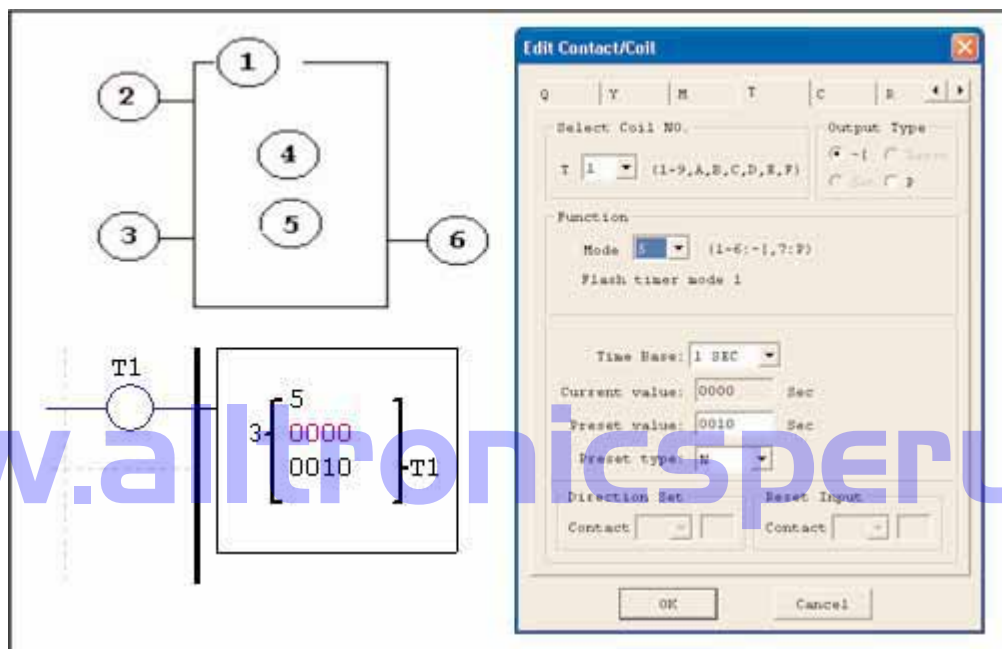 1
2
3
4
5
6
T1
5
3
0000
0010
T1
Edit Contact/Coil
Q Y M T C R
Select Coil NO.
T 1 (1-9,A,B,C,D,E,F)
Output Type
-[
P
Function
Mode 5 (1-6:-[,7:P)
Flash timer mode 1
Time Base: 1 SEC
Current value: 0000 Sec
Preset value: 0010 Sec
Preset type: N
Direction Set
Contact
Reset Input
Contact
OK Cancel
w.alltronicsperu